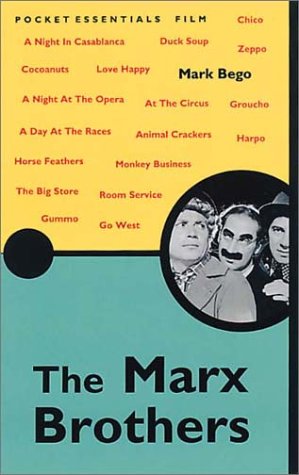 POCKET ESSENTIALS FILM
Chico
A Night In Casablanca
Duck Soup
Zeppo
Cocoanuts
Love Happy
Mark Bego
A Night At The Opera
At The Circus
Groucho
A Day At The Races
Animal Crackers
Harpo
Horse Feathers
Monkey Business
The Big Store
Room Service
Gummo
Go West
The Marx
Brothers